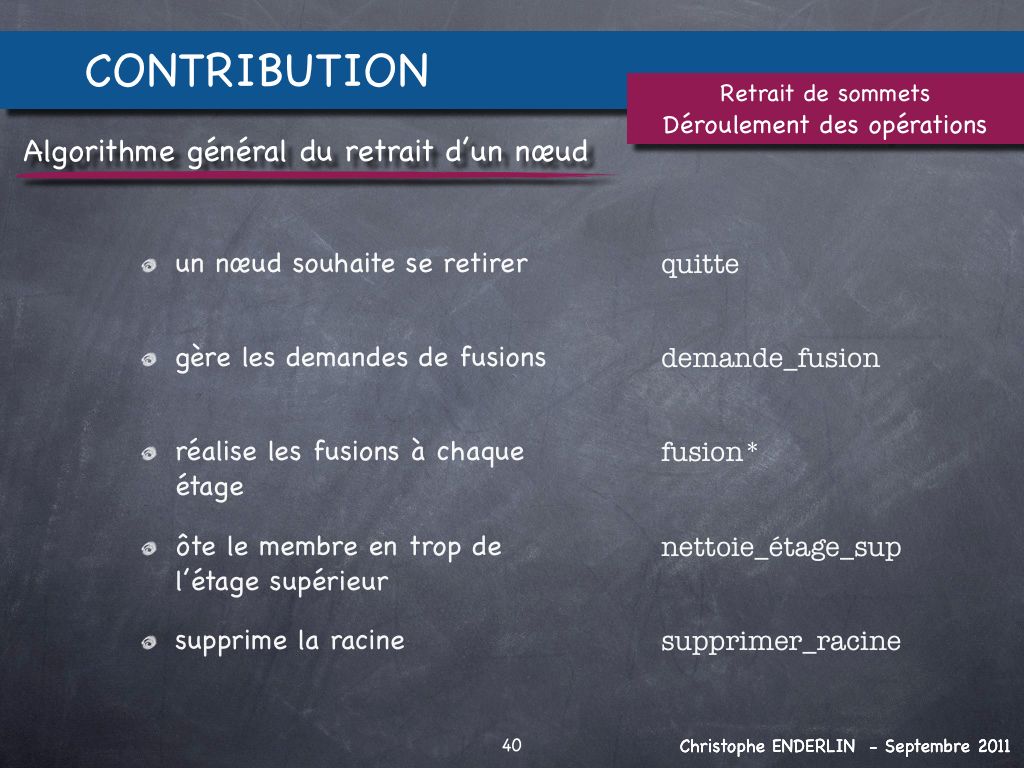 CONTRIBUTION
Retrait de sommets
Déroulement des opérations
Algorithme général du retrait d'un nœud
un nœud souhaite se retirer
quitte
gère les demandes de fusions
demande_fusion
réalise les fusions à chaque
étage
fusion*
ôte le membre en trop de
l'étage supérieur
nettoie_étage_sup
supprime la racine
supprimer_racine
40
Christophe ENDERLIN - Septembre 2011